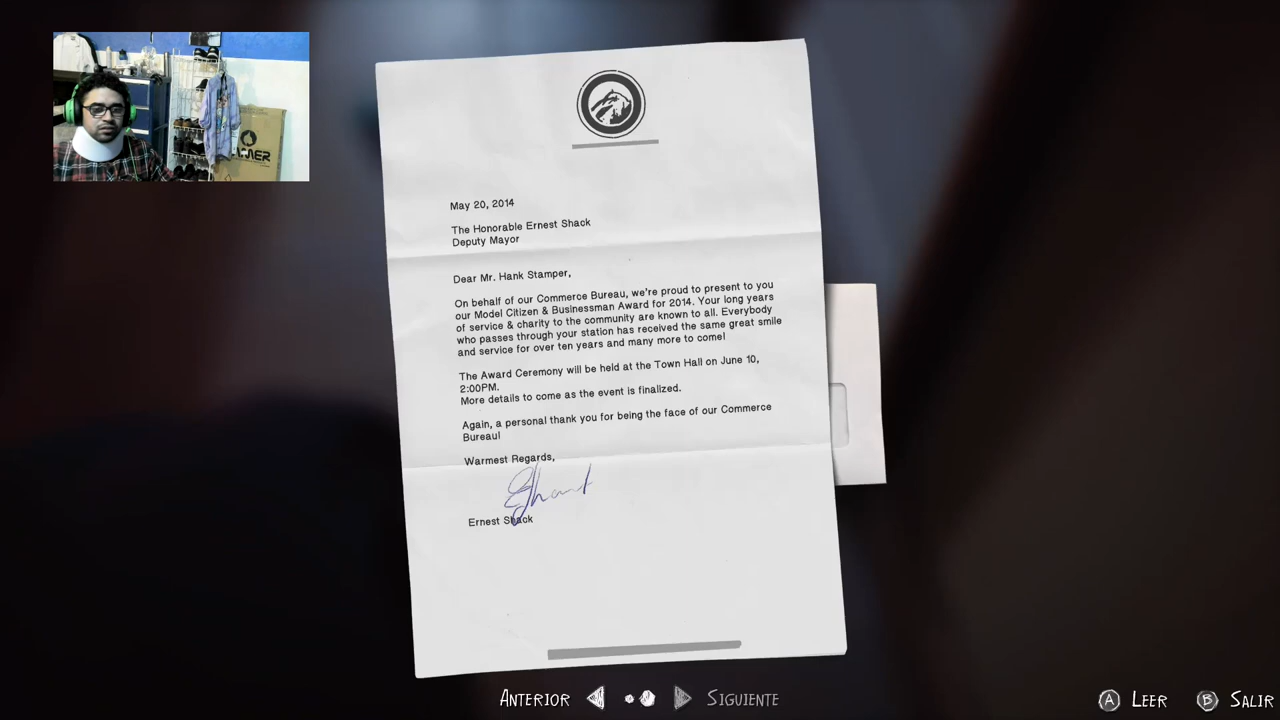 May 20, 2014
The Honorable Ernest Shack
Deputy Mayor
Dear Mr. Hank Stamper,
On behalf of our Commerce Bureau, we're proud to present to you
our Model Citizen & Businessman Award for 2014. Your long years
of service & charity to the community are known to all. Everybody
who passes through your station has received the same great smile
and service for over ten years and many more to come!
The Award Ceremony will be held at the Town Hall on June 10,
2:00PM.
More details to come as the event is finalized.
Again, a personal thank you for being the face of our Commerce
Bureau!
Warmest Regards,
Ernest Shack
ANTERIOR
SIGUIENTE
A LEER
B SALIR